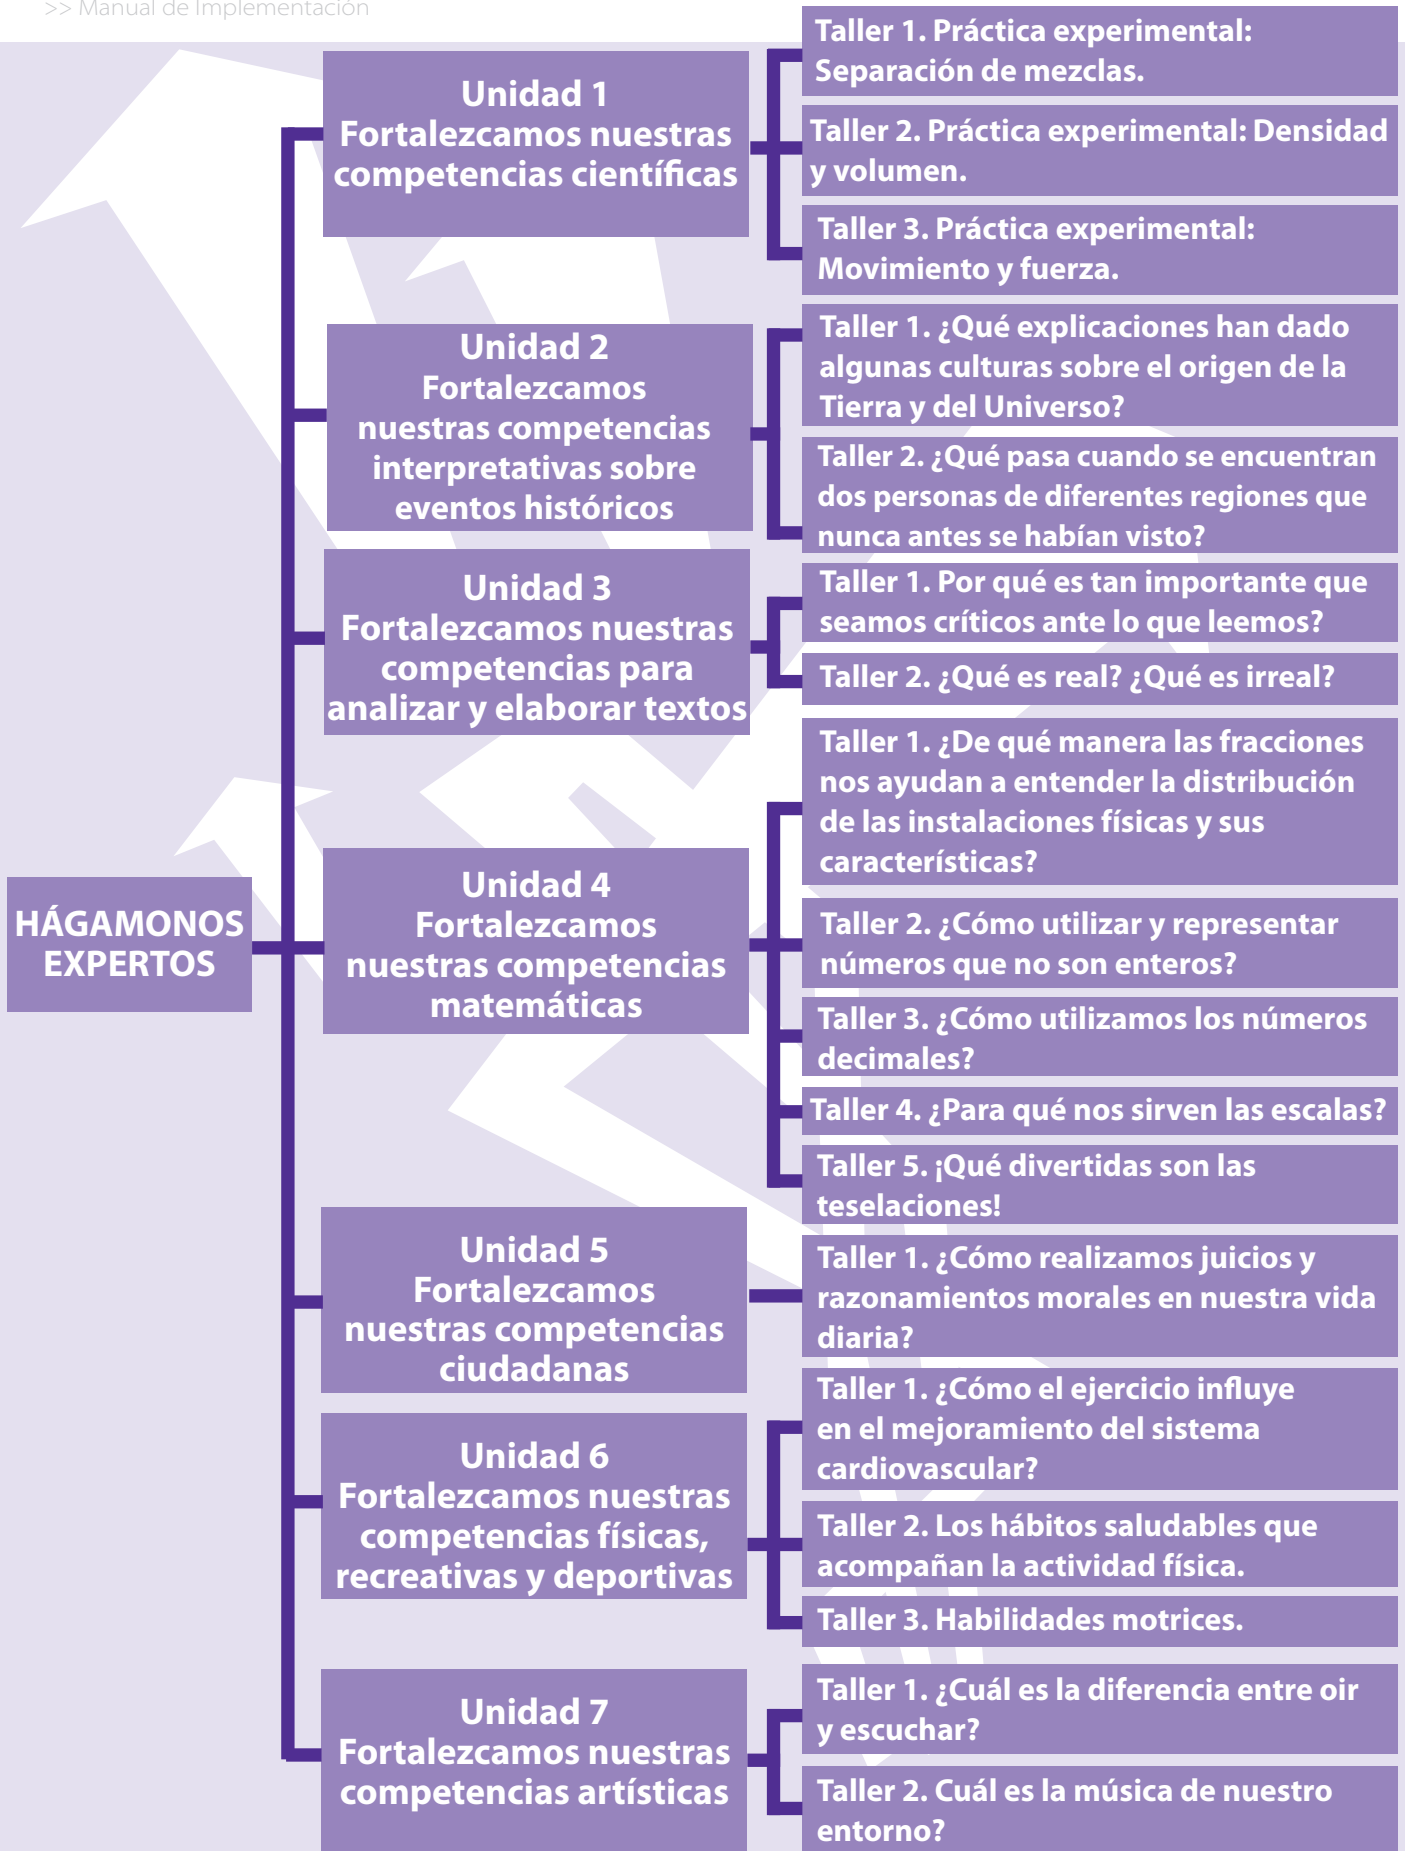 >> Manual de Implementación
HÁGAMONOS
EXPERTOS
Unidad 1
Fortalezcamos nuestras
competencias científicas
Taller 1. Práctica experimental:
Separación de mezclas.
Taller 2. Práctica experimental: Densidad
y volumen.
Taller 3. Práctica experimental:
Movimiento y fuerza.
Unidad 2
Fortalezcamos
nuestras competencias
interpretativas sobre
eventos históricos
Taller 1. ¿Qué explicaciones han dado
algunas culturas sobre el origen de la
Tierra y del Universo?
Taller 2. ¿Qué pasa cuando se encuentran
dos personas de diferentes regiones que
nunca antes se habían visto?
Unidad 3
Fortalezcamos nuestras
competencias para
analizar y elaborar textos
Taller 1. Por qué es tan importante que
seamos críticos ante lo que leemos?
Taller 2. ¿Qué es real? ¿Qué es irreal?
Unidad 4
Fortalezcamos
nuestras competencias
matemáticas
Taller 1. ¿De qué manera las fracciones
nos ayudan a entender la distribución
de las instalaciones físicas y sus
características?
Taller 2. ¿Cómo utilizar y representar
números que no son enteros?
Taller 3. ¿Cómo utilizamos los números
decimales?
Taller 4. ¿Para qué nos sirven las escalas?
Taller 5. ¡Qué divertidas son las
teselaciones!
Unidad 5
Fortalezcamos
nuestras competencias
ciudadanas
Taller 1. ¿Cómo realizamos juicios y
razonamientos morales en nuestra vida
diaria?
Unidad 6
Fortalezcamos nuestras
competencias físicas,
recreativas y deportivas
Taller 1. ¿Cómo el ejercicio influye
en el mejoramiento del sistema
cardiovascular?
Taller 2. Los hábitos saludables que
acompañan la actividad física.
Taller 3. Habilidades motrices.
Unidad 7
Fortalezcamos nuestras
competencias artísticas
Taller 1. ¿Cuál es la diferencia entre oir
y escuchar?
Taller 2. Cuál es la música de nuestro
entorno?